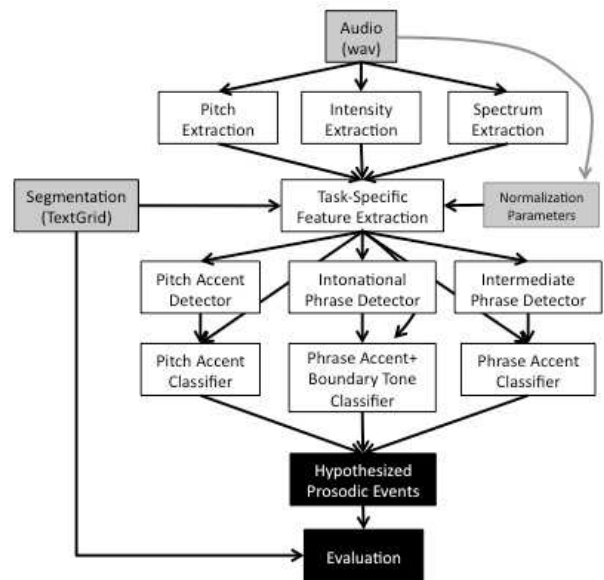 Audio
(wav)
Pitch
Extraction
Intensity
Extraction
Spectrum
Extraction
Segmentation
(TextGrid)
Task-Specific
Feature Extraction
Normalization
Parameters
Pitch Accent
Detector
Intonational
Phrase Detector
Intermediate
Phrase Detector
Pitch Accent
Classifier
Phrase Accent+
Boundary Tone
Classifier
Phrase Accent
Classifier
Hypothesized
Prosodic Events
Evaluation